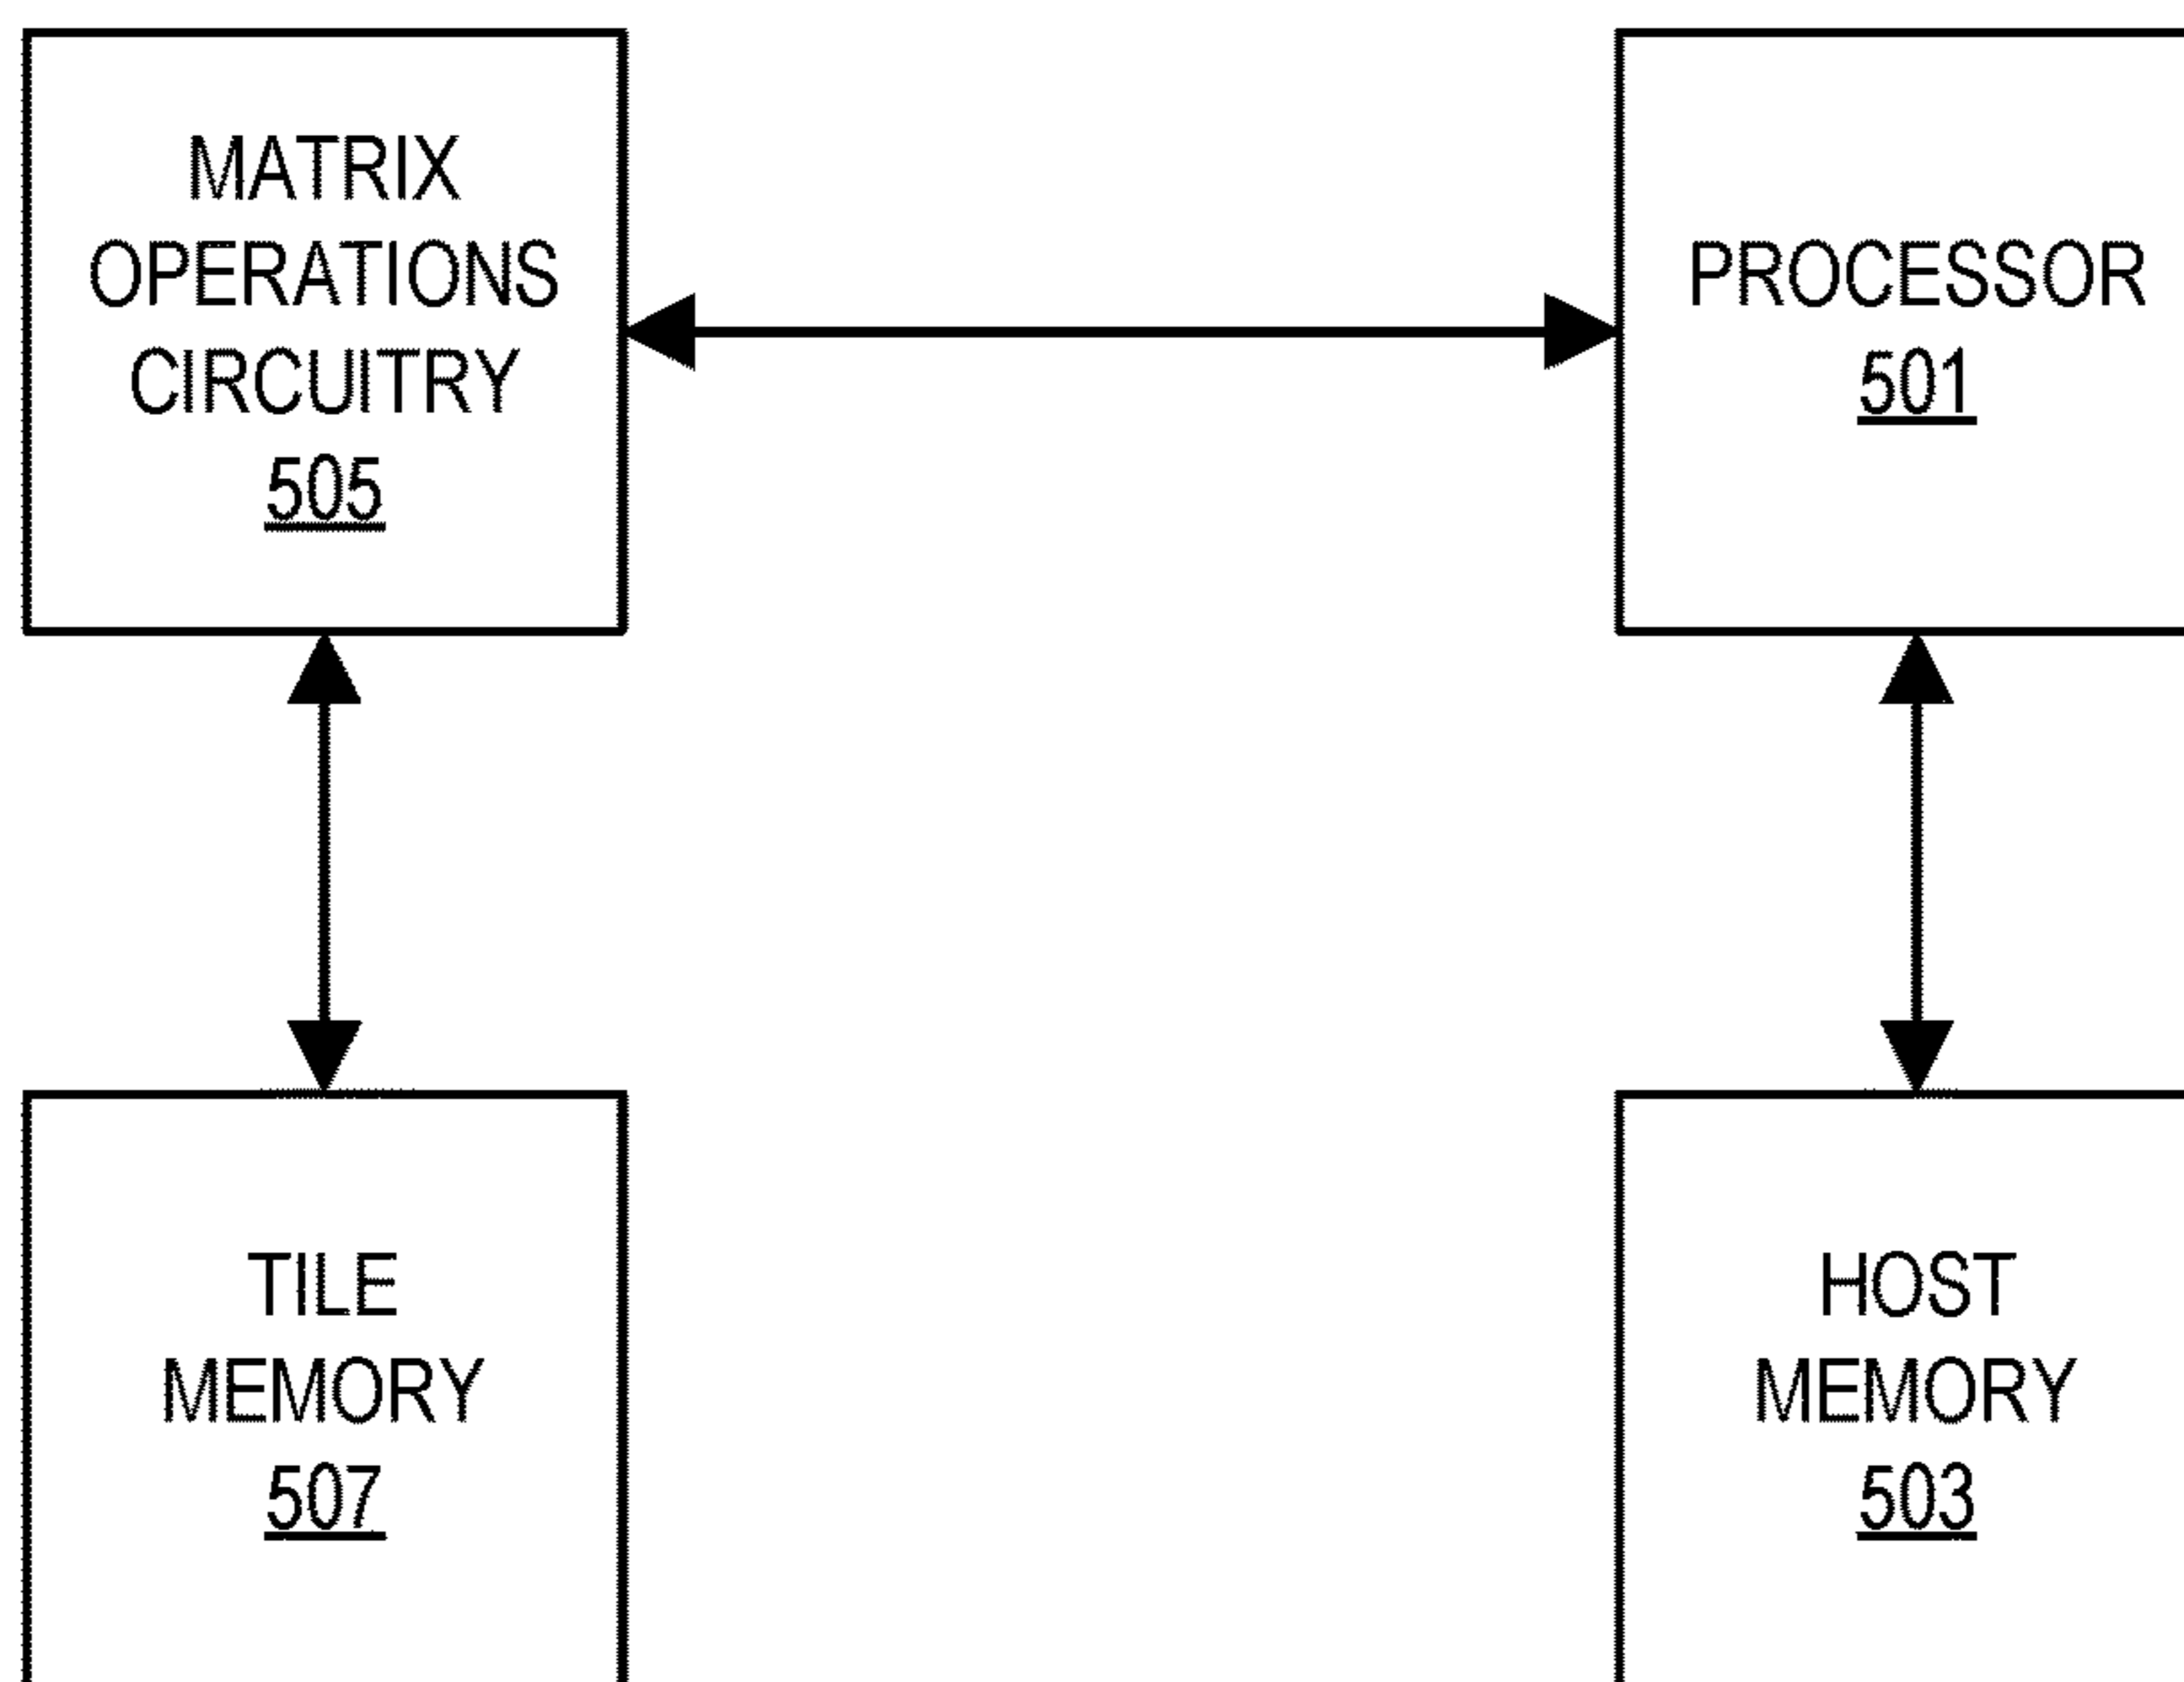 MATRIX
OPERATIONS
CIRCUITRY
505
PROCESSOR
501
TILE
MEMORY
507
HOST
MEMORY
503